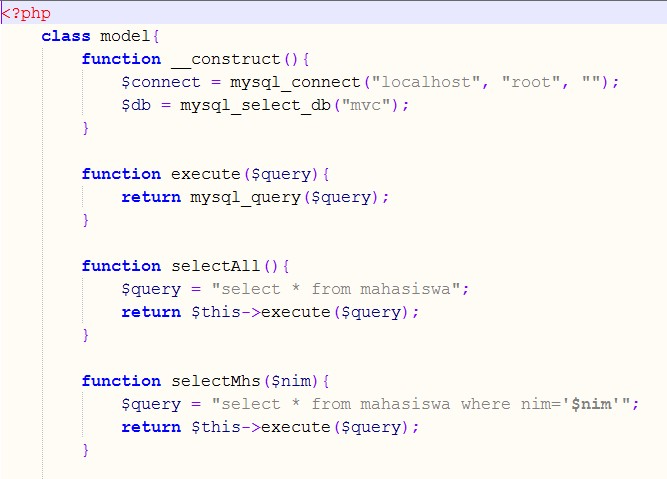 <?php
class model{
function __construct(){
$connect = mysql_connect("localhost", "root", "");
$db = mysql_select_db("mvc");
}
function execute($query){
return mysql_query($query);
}
function selectAll(){
$query = "select * from mahasiswa";
return $this->execute($query);
}
function selectMhs($nim){
$query = "select * from mahasiswa where nim='$nim'";
return $this->execute($query);
}